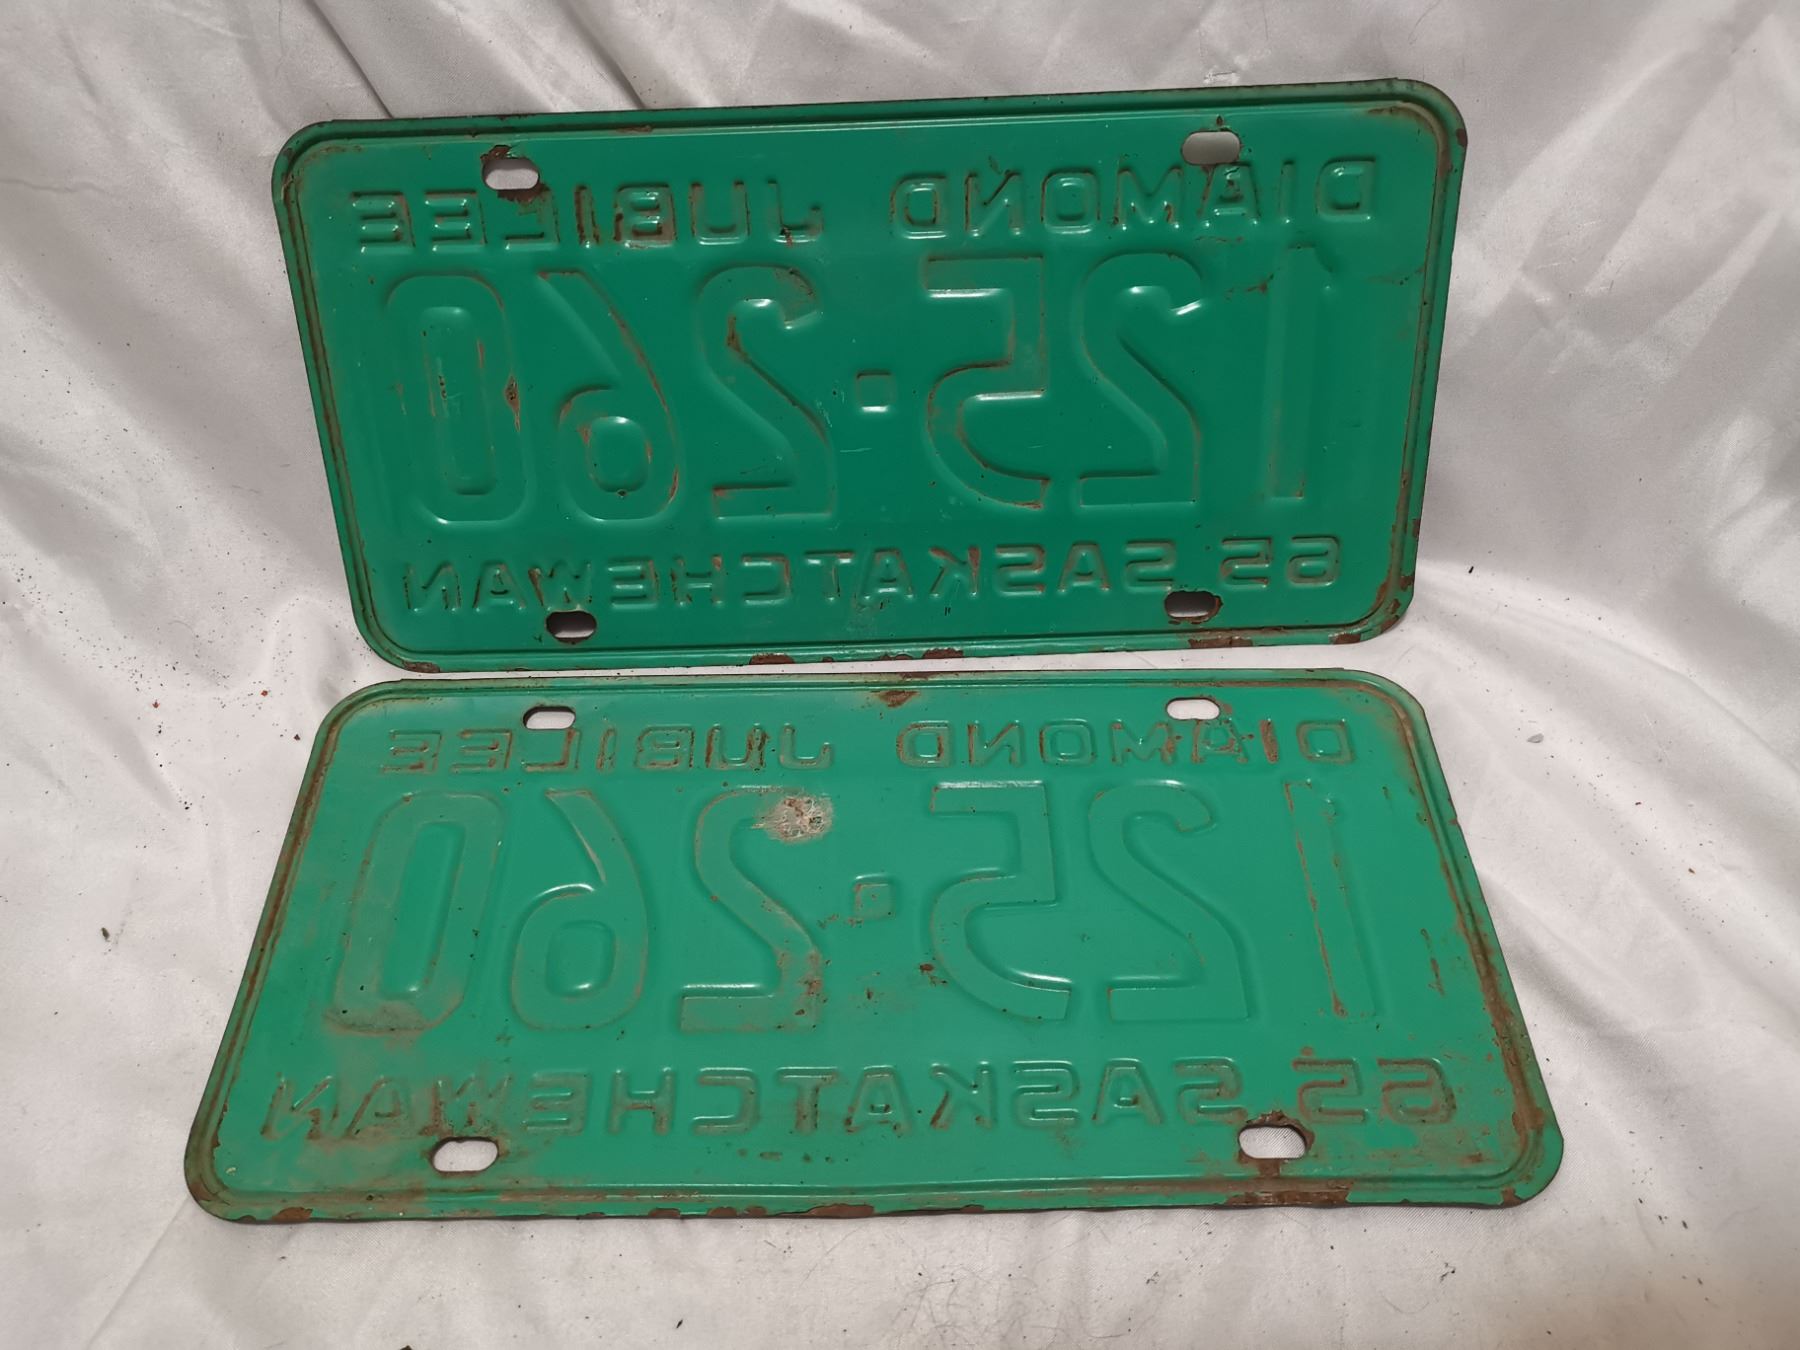 DIAMOND JUBILEE
125·260
65 SASKATCHEWAN
DIAMOND JUBILEE
125·260
65 SASKATCHEWAN